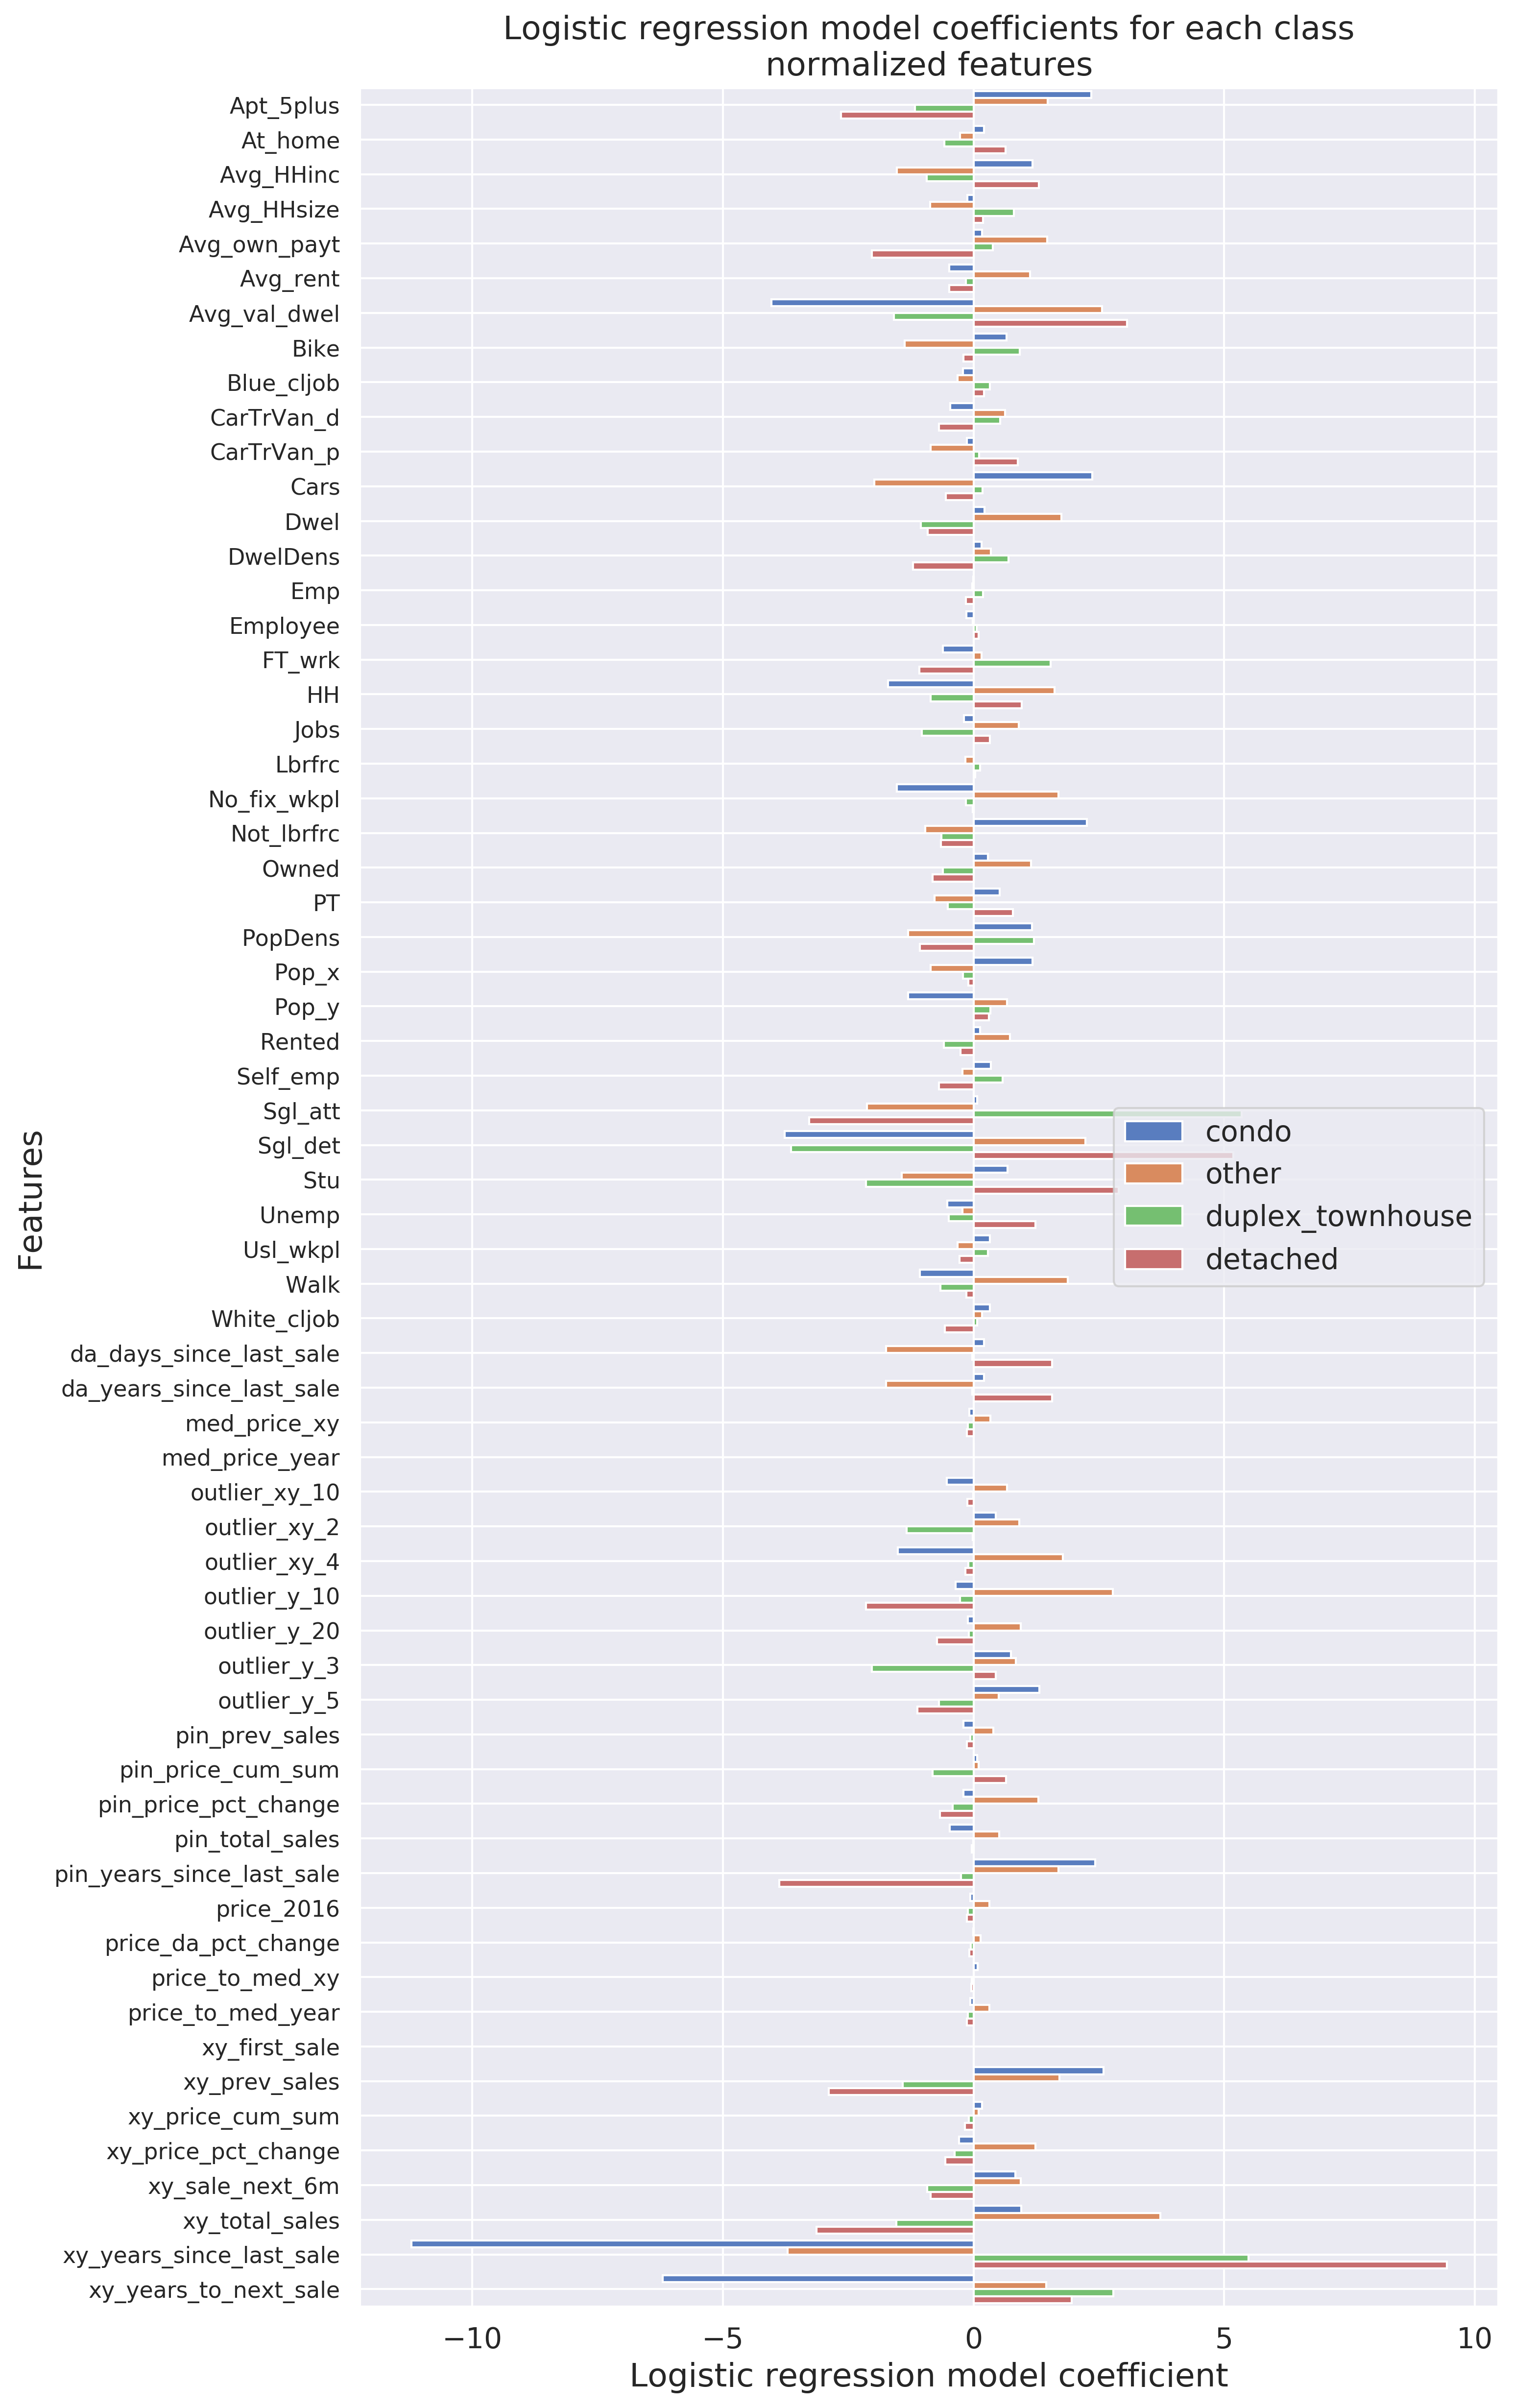 Logistic regression model coefficients for each class
normalized features
Features
Apt_5plus
At_home
Avg_HHinc
Avg_HHsize
Avg_own_payt
Avg_rent
Avg_val_dwel
Bike
Blue_cljob
CarTrVan_d
CarTrVan_p
Cars
Dwel
DwelDens
Emp
Employee
FT_wrk
HH
Jobs
Lbrfrc
No_fix_wkpl
Not_lbrfrc
Owned
PT
PopDens
Pop_x
Pop_y
Rented
Self_emp
Sgl_att
Sgl_det
Stu
Unemp
Usl_wkpl
Walk
White_cljob
da_days_since_last_sale
da_years_since_last_sale
med_price_xy
med_price_year
outlier_xy_10
outlier_xy_2
outlier_xy_4
outlier_y_10
outlier_y_20
outlier_y_3
outlier_y_5
pin_prev_sales
pin_price_cum_sum
pin_price_pct_change
pin_total_sales
pin_years_since_last_sale
price_2016
price_da_pct_change
price_to_med_xy
price_to_med_year
xy_first_sale
xy_prev_sales
xy_price_cum_sum
xy_price_pct_change
xy_sale_next_6m
xy_total_sales
xy_years_since_last_sale
xy_years_to_next_sale
condo
other
duplex_townhouse
detached
−10 −5 0 5 10
Logistic regression model coefficient